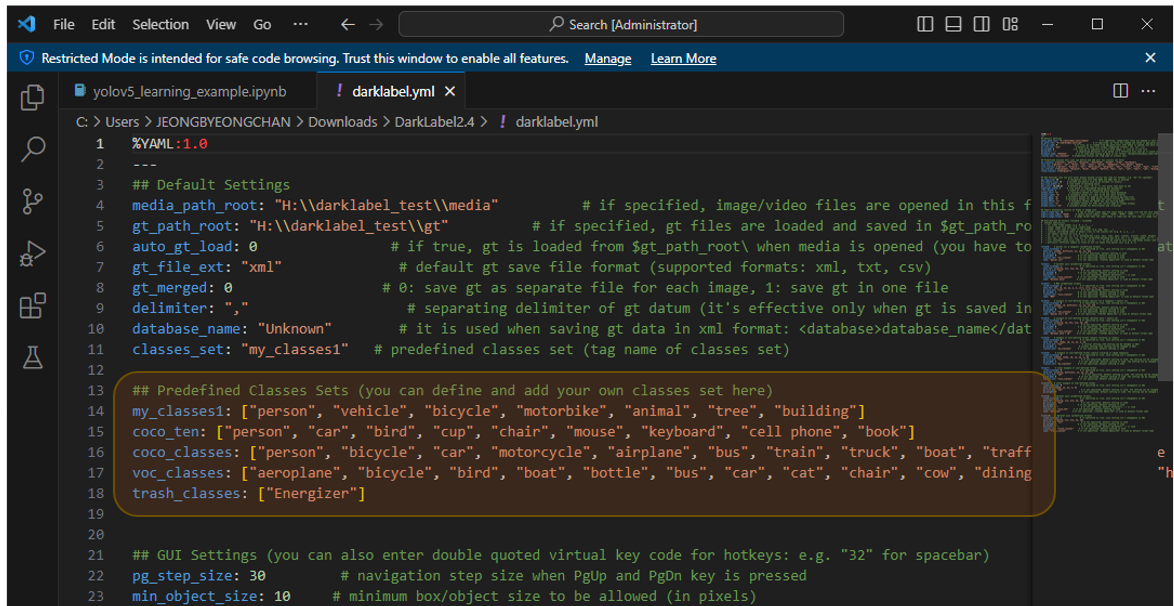 File Edit Selection View Go ··· Search [Administrator]
Restricted Mode is intended for safe code browsing. Trust this window to enable all features. Manage Learn More
yolov5_learning_example.ipynb ! darklabel.yml
C: > Users > JEONGBYEONGCHAN > Downloads > DarkLabel2.4 > ! darklabel.yml
1 %YAML:1.0
2 ---
3 ## Default Settings
4 media_path_root: "H:\\darklabel_test\\media" # if specified, image/video files are opened in this f
5 gt_path_root: "H:\\darklabel_test\\gt" # if specified, gt files are loaded and saved in $gt_path_ro
6 auto_gt_load: 0 # if true, gt is loaded from $gt_path_root\ when media is opened (you have to
7 gt_file_ext: "xml" # default gt save file format (supported formats: xml, txt, csv)
8 gt_merged: 0 # 0: save gt as separate file for each image, 1: save gt in one file
9 delimiter: "," # separating delimiter of gt datum (it's effective only when gt is saved in
10 database_name: "Unknown" # it is used when saving gt data in xml format: <database>database_name</dat
11 classes_set: "my_classes1" # predefined classes set (tag name of classes set)
12
13 ## Predefined Classes Sets (you can define and add your own classes set here)
14 my_classes1: ["person", "vehicle", "bicycle", "motorbike", "animal", "tree", "building"]
15 coco_ten: ["person", "car", "bird", "cup", "chair", "mouse", "keyboard", "cell phone", "book"]
16 coco_classes: ["person", "bicycle", "car", "motorcycle", "airplane", "bus", "train", "truck", "boat", "traff
17 voc_classes: ["aeroplane", "bicycle", "bird", "boat", "bottle", "bus", "car", "cat", "chair", "cow", "dining
18 trash_classes: ["Energizer"]
19
20
21 ## GUI Settings (you can also enter double quoted virtual key code for hotkeys: e.g. "32" for spacebar)
22 pg_step_size: 30 # navigation step size when PgUp and PgDn key is pressed
23 min_object_size: 10 # minimum box/object size to be allowed (in pixels)